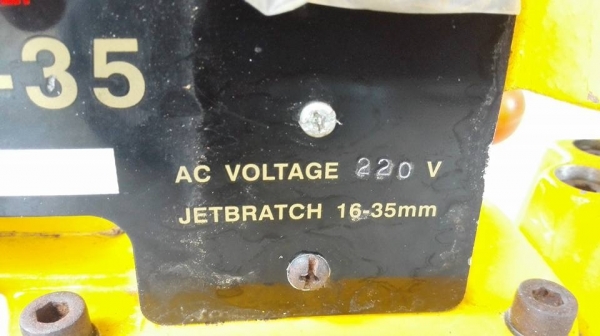 -35
AC VOLTAGE 220 V
JETBRATCH 16-35mm